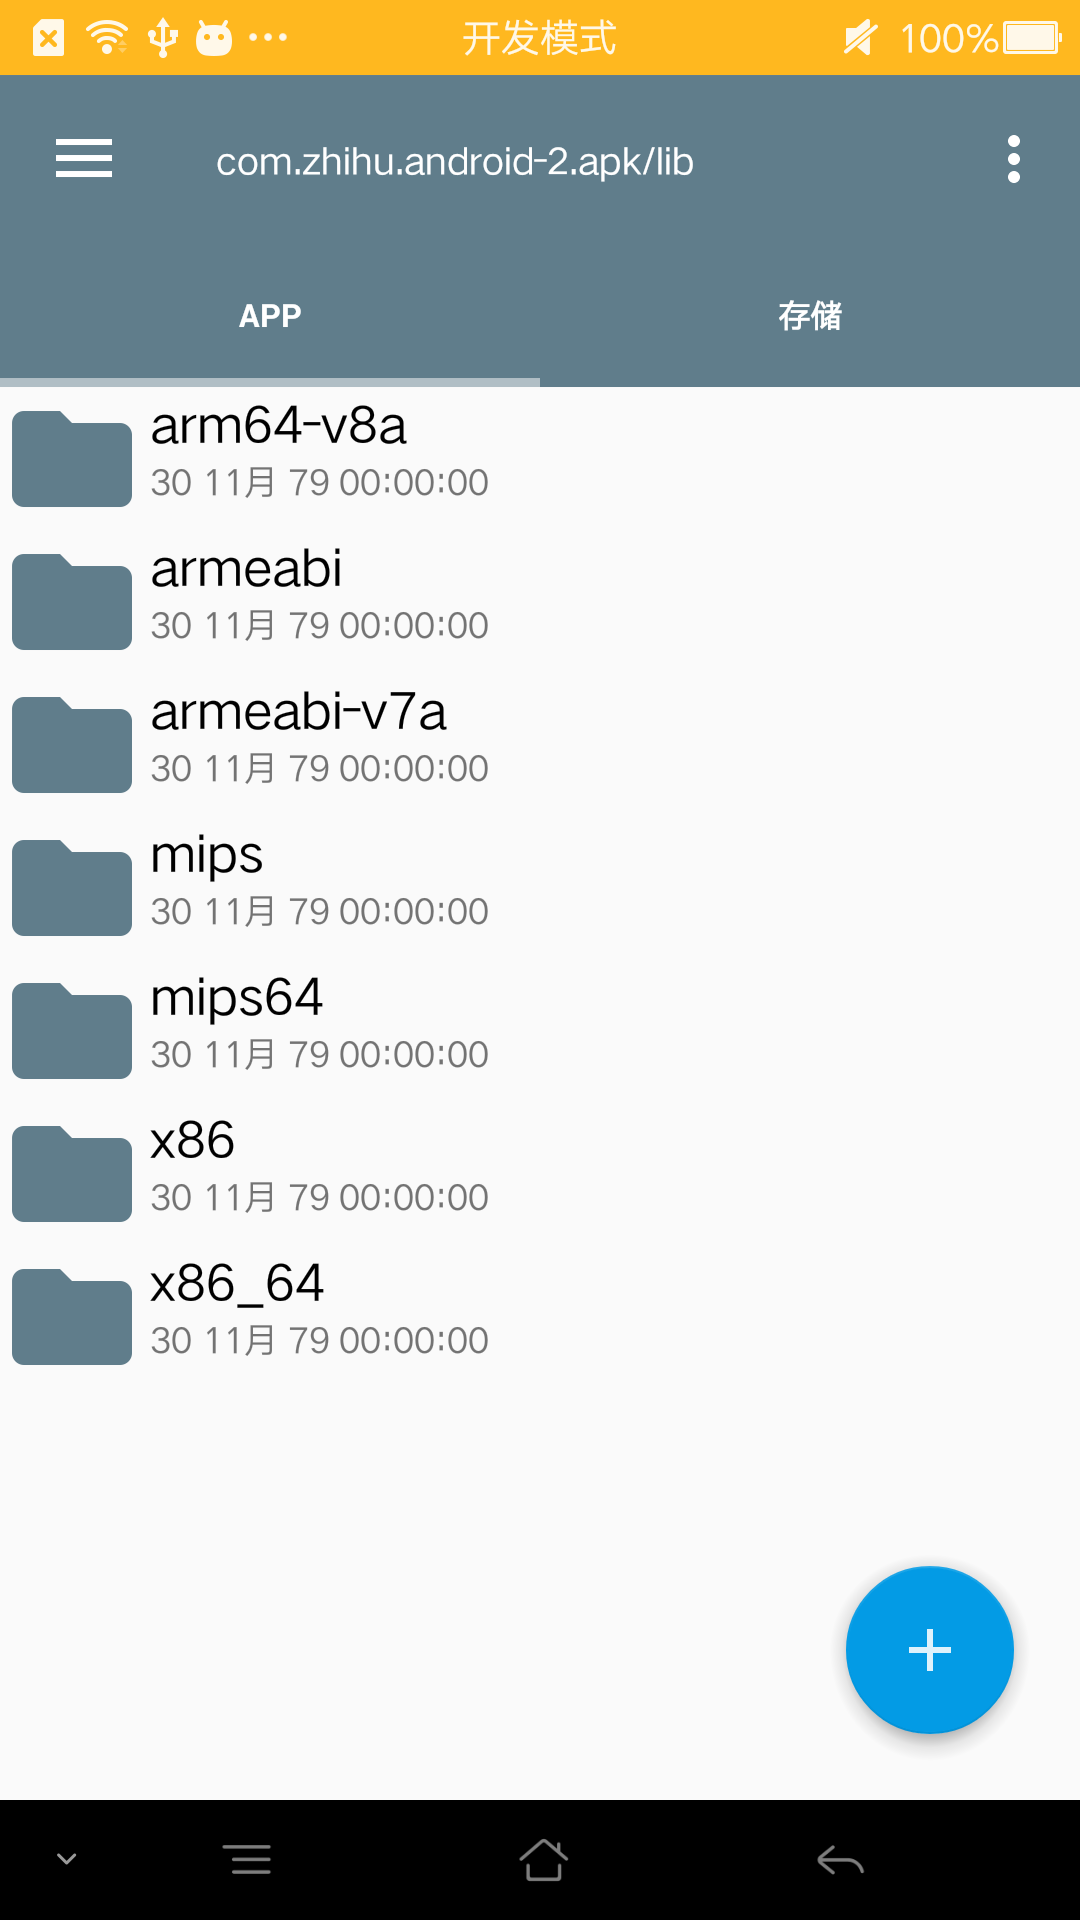 开发模式
100%
com.zhihu.android-2.apk/lib
APP
存储
arm64-v8a
30 11月 79 00:00:00
armeabi
30 11月 79 00:00:00
armeabi-v7a
30 11月 79 00:00:00
mips
30 11月 79 00:00:00
mips64
30 11月 79 00:00:00
x86
30 11月 79 00:00:00
x86_64
30 11月 79 00:00:00